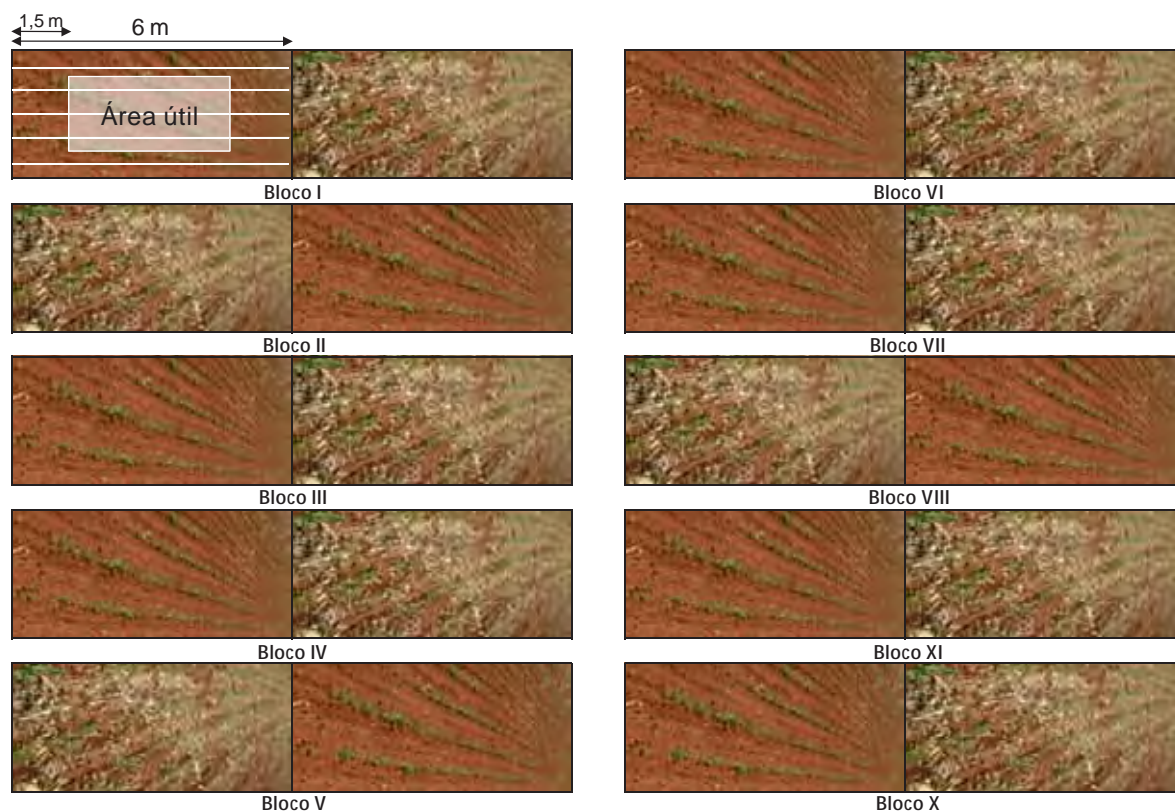 1,5 m
6 m
Área útil
Bloco I
Bloco VI
Bloco II
Bloco VII
Bloco III
Bloco VIII
Bloco IV
Bloco XI
Bloco V
Bloco X